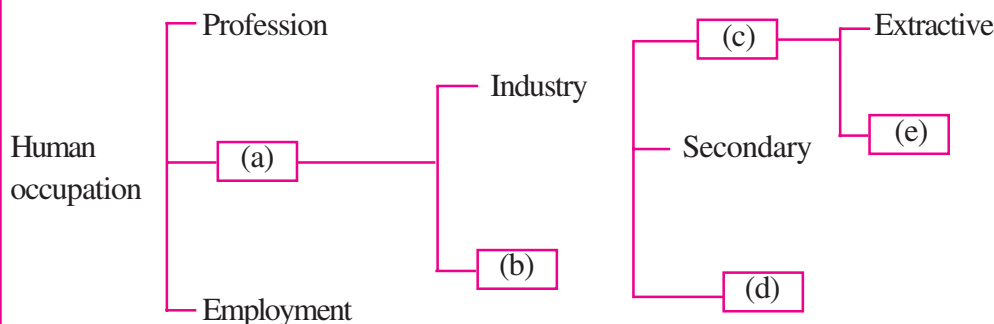 Profession
Extractive
(c)
Industry
Human
occupation
(a)
Secondary
(e)
(b)
(d)
Employment